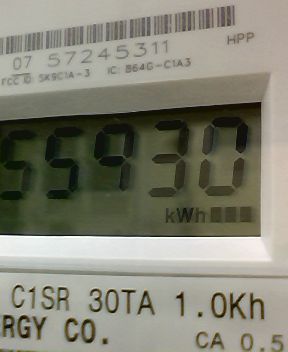 07 57245311
HPP
FCC ID: SK9C1A-3 IC: 864G-C1A3
55930
kWh
C1SR 30TA 1.0Kh
RGY CO.
CA 0.5